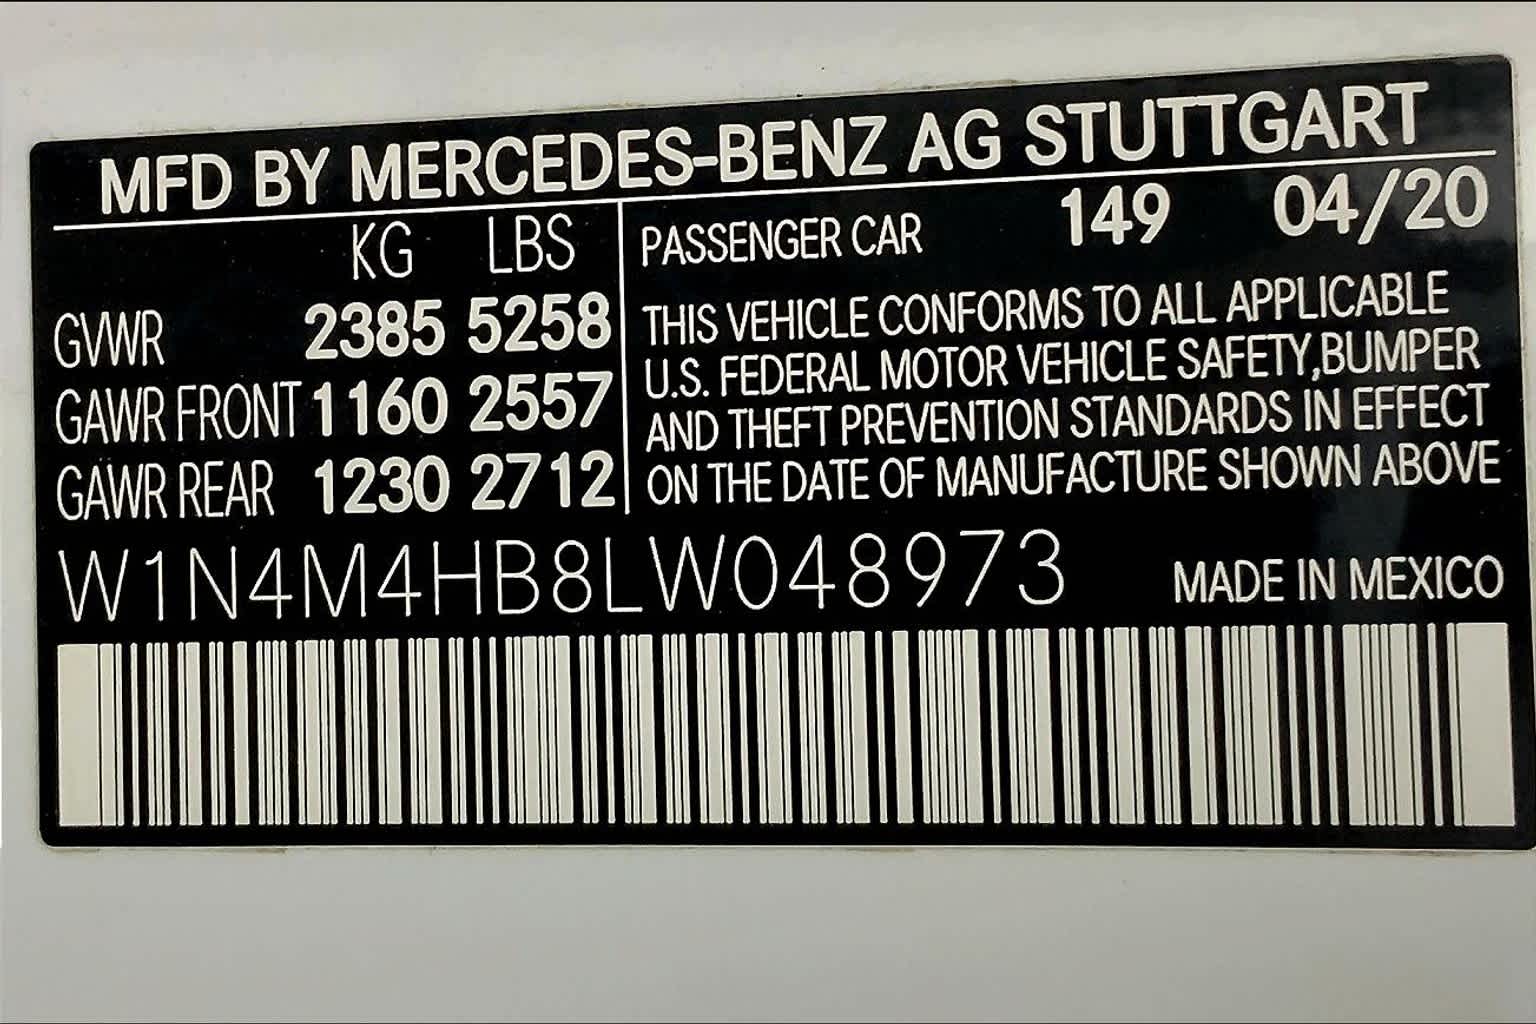 MFD BY MERCEDES-BENZ AG STUTTGART
KG LBS
GVWR 2385 5258
GAWR FRONT 1160 2557
GAWR REAR 1230 2712
PASSENGER CAR 149 04/20
THIS VEHICLE CONFORMS TO ALL APPLICABLE
U.S. FEDERAL MOTOR VEHICLE SAFETY,BUMPER
AND THEFT PREVENTION STANDARDS IN EFFECT
ON THE DATE OF MANUFACTURE SHOWN ABOVE
W1N4M4HB8LW048973 MADE IN MEXICO